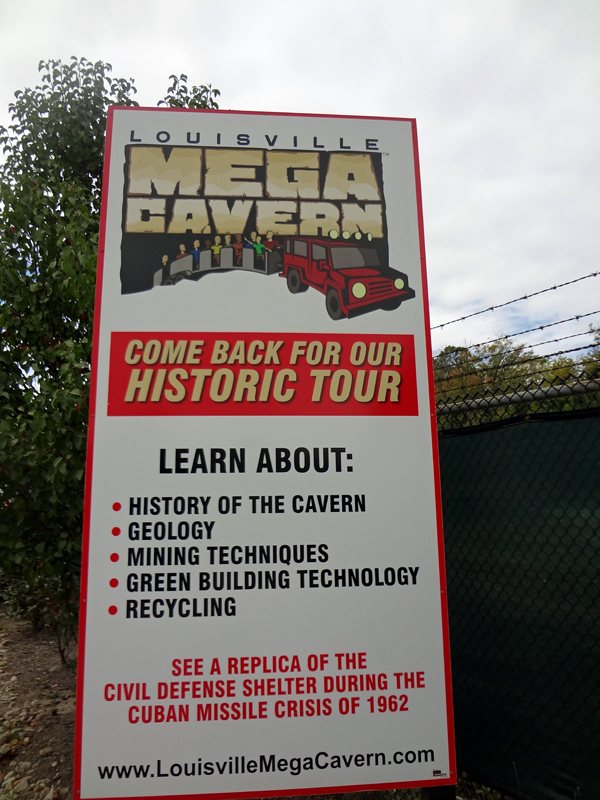 LOUISVILLE
MEGA
CAVERN™
COME BACK FOR OUR
HISTORIC TOUR
LEARN ABOUT:
• HISTORY OF THE CAVERN
• GEOLOGY
• MINING TECHNIQUES
• GREEN BUILDING TECHNOLOGY
• RECYCLING
SEE A REPLICA OF THE
CIVIL DEFENSE SHELTER DURING THE
CUBAN MISSILE CRISIS OF 1962
www.LouisvilleMegaCavern.com